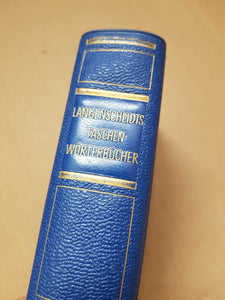 LANGENSCHEIDTS
TASCHEN-
WÖRTERBÜCHER